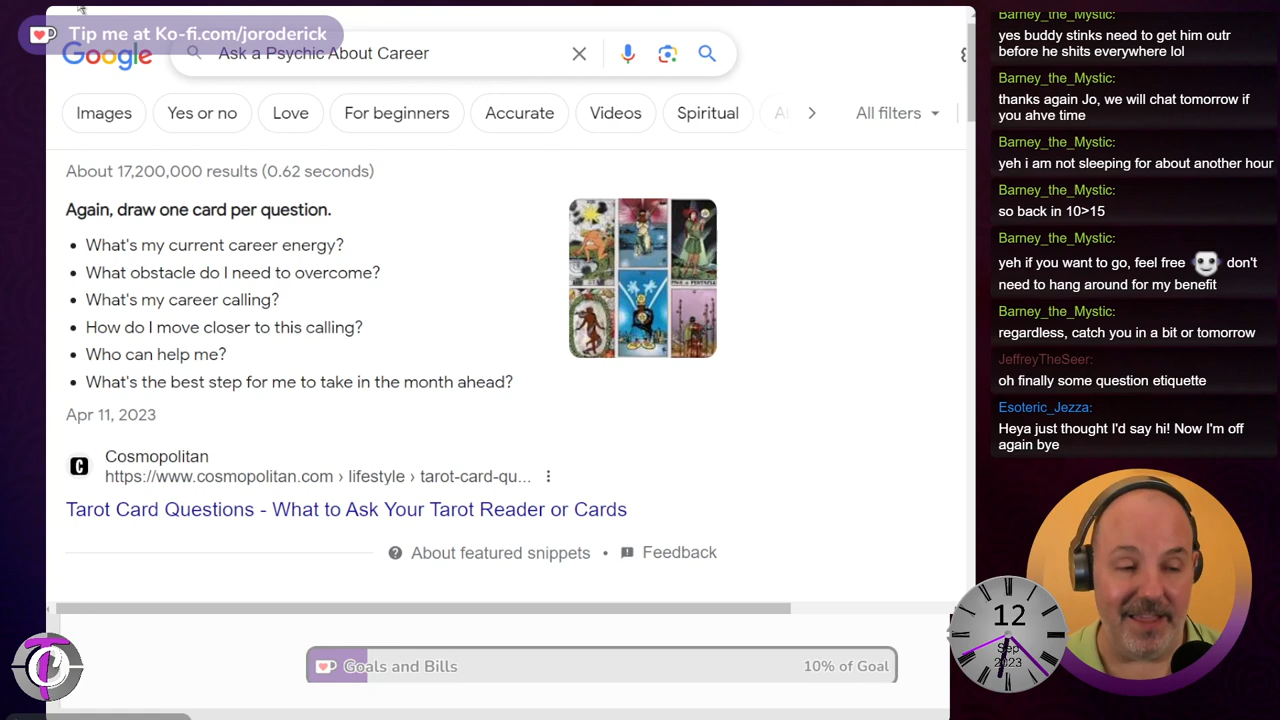 Tip me at Ko-fi.com/joroderick
Google
Ask a Psychic About Career
Images
Yes or no
Love
For beginners
Accurate
Videos
Spiritual
All filters
About 17,200,000 results (0.62 seconds)
Again, draw one card per question.
• What's my current career energy?
• What obstacle do I need to overcome?
• What's my career calling?
• How do I move closer to this calling?
• Who can help me?
• What's the best step for me to take in the month ahead?
Apr 11, 2023
Cosmopolitan
https://www.cosmopolitan.com › lifestyle › tarot-card-qu...
Tarot Card Questions - What to Ask Your Tarot Reader or Cards
About featured snippets
•
Feedback
Goals and Bills
10% of Goal
Barney_the_Mystic:
yes buddy stinks need to get him outr
before he shits everywhere lol
Barney_the_Mystic:
thanks again Jo, we will chat tomorrow if
you ahve time
Barney_the_Mystic:
yeh i am not sleeping for about another hour
Barney_the_Mystic:
so back in 10>15
Barney_the_Mystic:
yeh if you want to go, feel free don't
need to hang around for my benefit
Barney_the_Mystic:
regardless, catch you in a bit or tomorrow
JeffreyTheSeer:
oh finally some question etiquette
Esoteric_Jezza:
Heya just thought I'd say hi! Now I'm off
again bye
12
Sep
2023